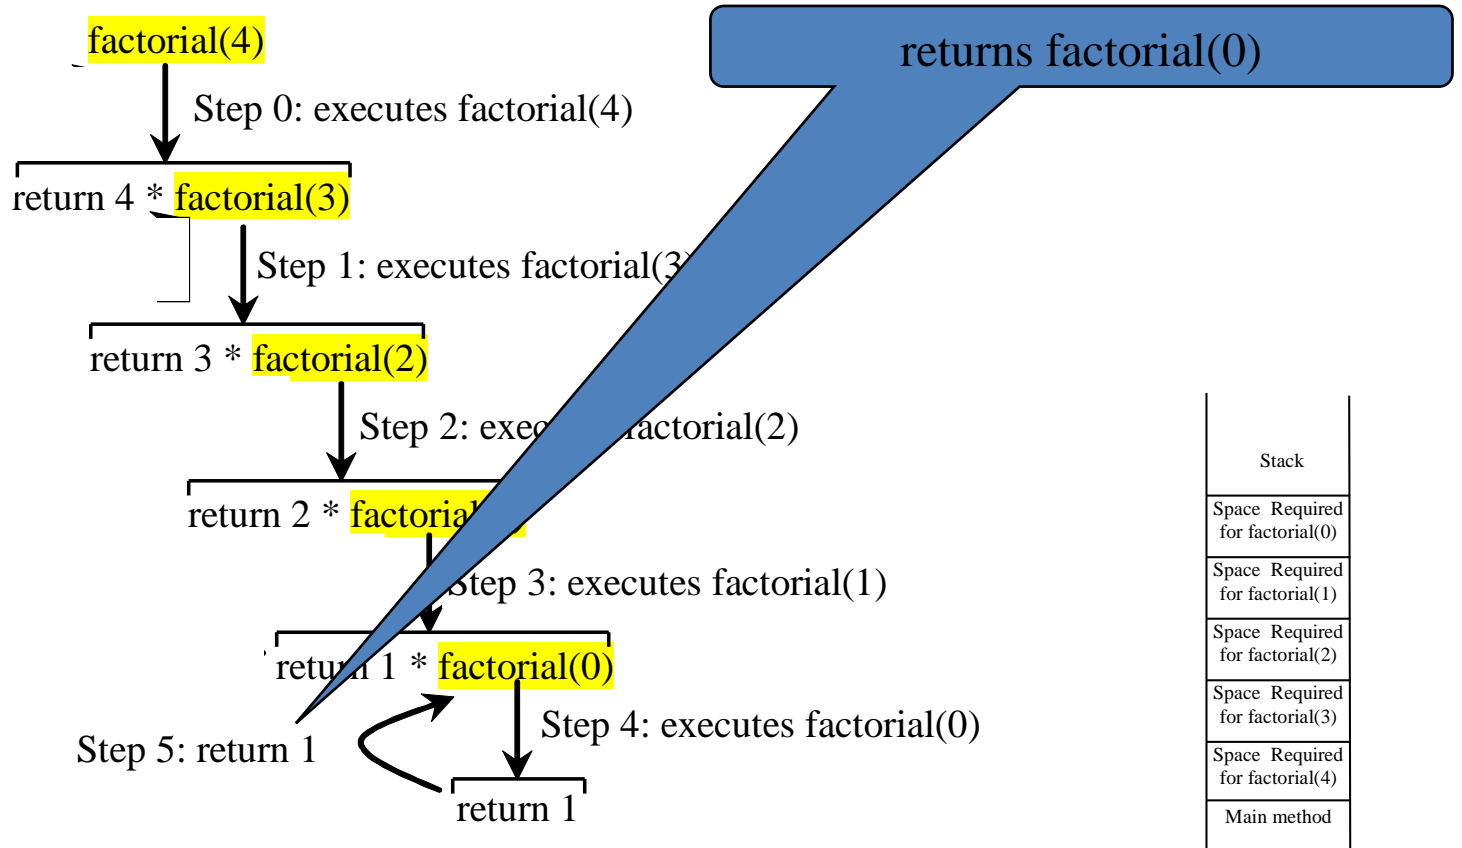 factorial(4)
returns factorial(0)
Step 0: executes factorial(4)
return 4 * factorial(3)
Step 1: executes factorial(3)
return 3 * factorial(2)
Step 2: factorial(2)
return 2 *
Step 3: executes factorial(1)
return 1 * factorial(0)
Step 4: executes factorial(0)
Step 5: return 1
return 1
Stack
Space Required
for factorial(0)
Space Required
for factorial(1)
Space Required
for factorial(2)
Space Required
for factorial(3)
Space Required
for factorial(4)
Main method